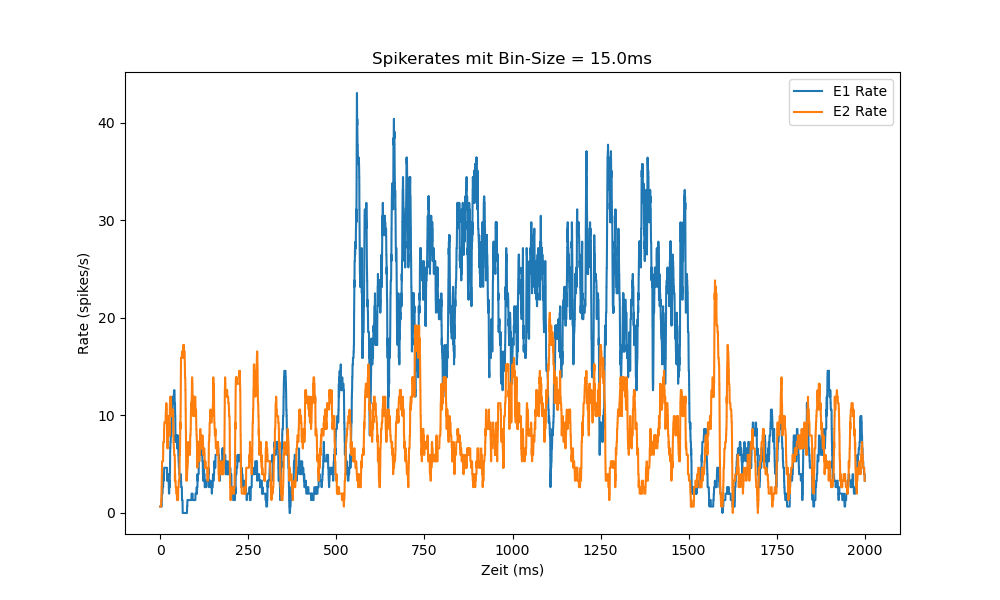 Spikerates mit Bin-Size = 15.0ms
E1 Rate
E2 Rate
Rate (spikes/s)
40
30
20
10
0
0 250 500 750 1000 1250 1500 1750 2000
Zeit (ms)